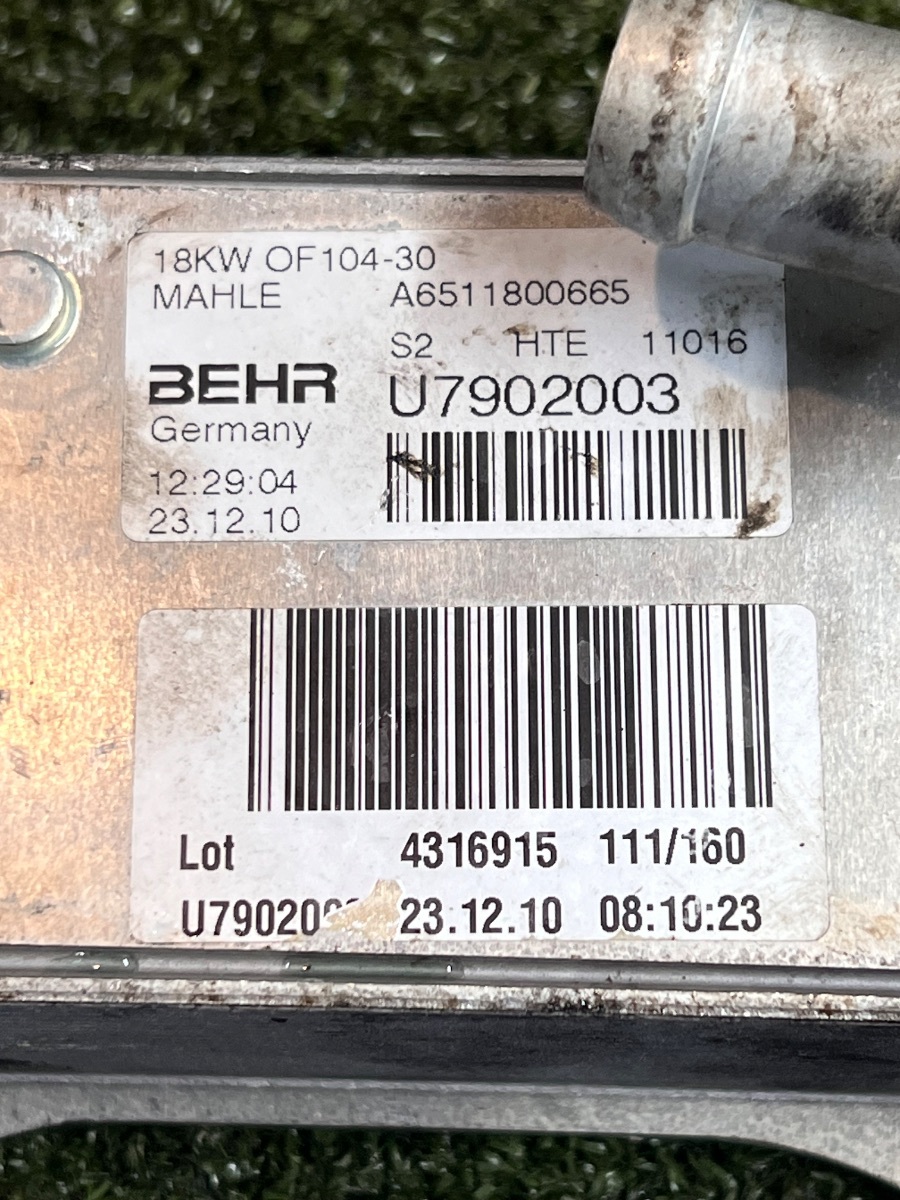 18KW OF104-30
MAHLE A6511800665
S2 HTE 11016
BEHR U7902003
Germany
12:29:04
23.12.10
Lot 4316915 111/160
23.12.10 08:10:23